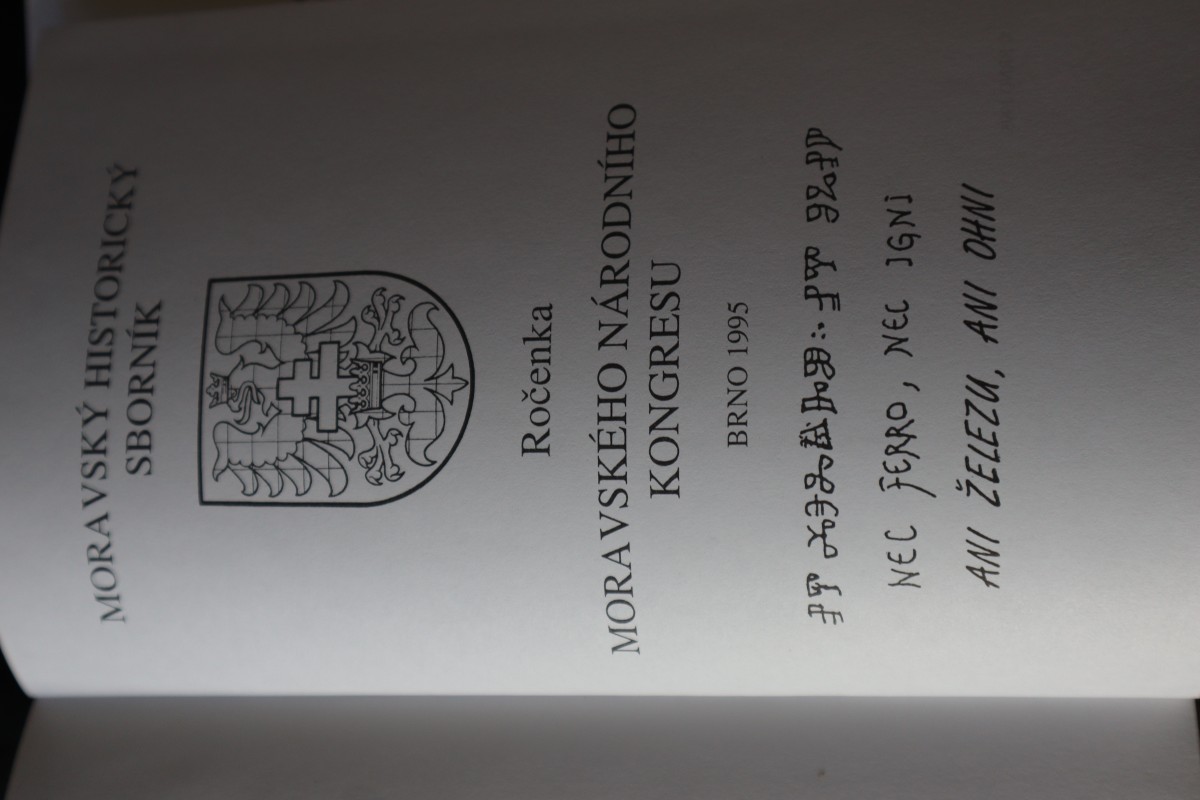 MORAVSKÝ HISTORICKÝ
SBORNÍK
Ročenka
MORAVSKÉHO NÁRODNÍHO
KONGRESU
BRNO 1995
NEC FERRO, NEC IGNI
ANI ŽELEZU, ANI OHNI